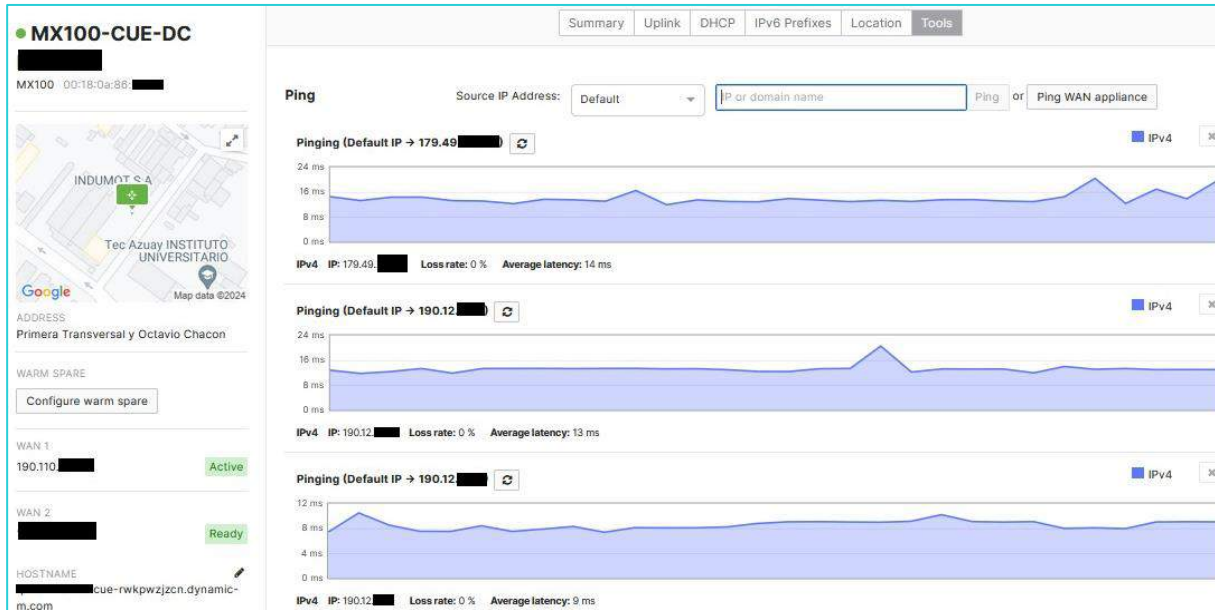 MX100-CUE-DC
MX100 00:18:0a:86:
INDUMOT S.A
Tec Azuay INSTITUTO
UNIVERSITARIO
Google
Map data ©2024
ADDRESS
Primera Transversal y Octavio Chacon
WARM SPARE
Configure warm spare
WAN 1
190.110.
Active
WAN 2
Ready
HOSTNAME
cue-rwkpwzjzcn.dynamic-
m.com
Summary Uplink DHCP IPv6 Prefixes Location Tools
Ping Source IP Address: Default IP or domain name Ping or Ping WAN appliance
Pinging (Default IP → 179.49 )
IPv4
24 ms
16 ms
8 ms
0 ms
IPv4 IP: 179.49. Loss rate: 0 % Average latency: 14 ms
Pinging (Default IP → 190.12. )
IPv4
24 ms
16 ms
8 ms
0 ms
IPv4 IP: 190.12. Loss rate: 0 % Average latency: 13 ms
Pinging (Default IP → 190.12. )
IPv4
12 ms
8 ms
4 ms
0 ms
IPv4 IP: 190.12. Loss rate: 0 % Average latency: 9 ms